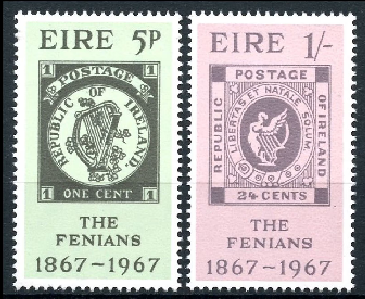 EIRE 5P
1 POSTAGE 1
REPUBLIC OF IRELAND
1 ONE CENT 1
THE
FENIANS
1867~1967
EIRE 1/-
POSTAGE
REPUBLIC
OF IRELAND
LIBERTAS ET NATALE SOLUM
24 CENTS
THE
FENIANS
1867~1967